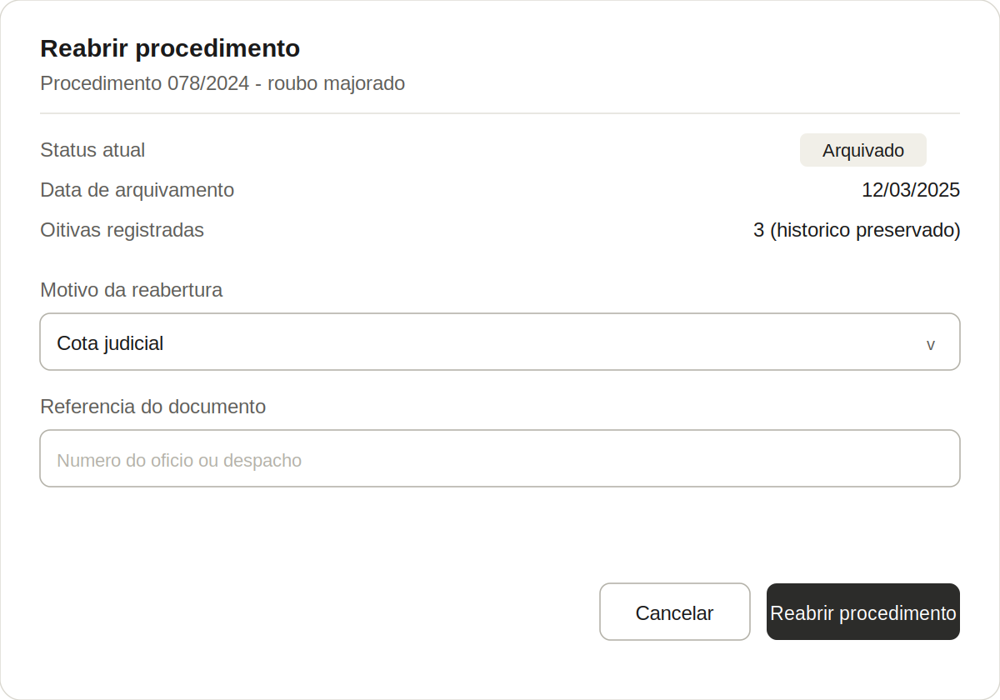 Reabrir procedimento
Procedimento 078/2024 - roubo majorado
Status atual
Arquivado
Data de arquivamento
12/03/2025
Oitivas registradas
3 (historico preservado)
Motivo da reabertura
Cota judicial
v
Referencia do documento
Numero do oficio ou despacho
Cancelar
Reabrir procedimento